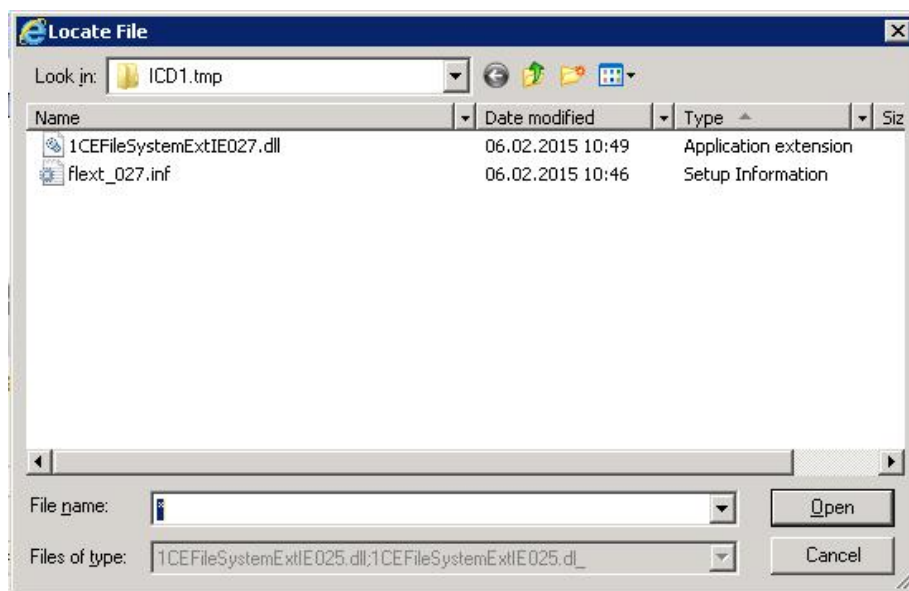 Locate File
Look in: ICD1.tmp
Name Date modified Type Siz
1CEFileSystemExtIE027.dll 06.02.2015 10:49 Application extension
flext_027.inf 06.02.2015 10:46 Setup Information
File name: * Open
Files of type: 1CEFileSystemExtIE025.dll;1CEFileSystemExtIE025.dl_ Cancel